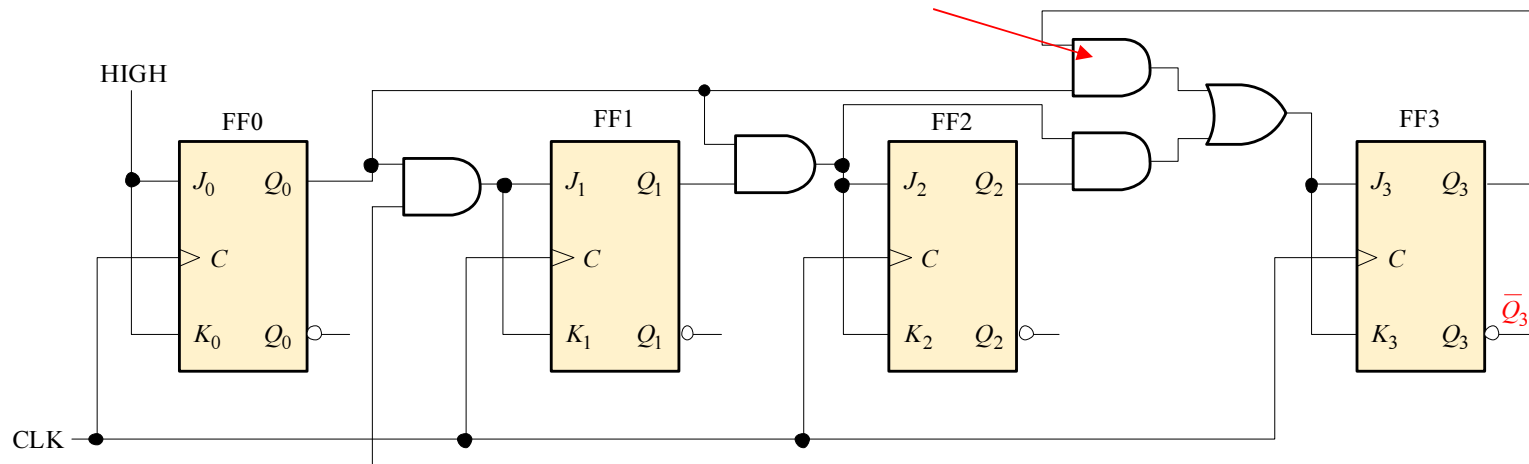 HIGH
FF0 FF1 FF2 FF3
J0 Q0 J1 Q1 J2 Q2 J3 Q3
C C C C
Q̅3
K0 Q0 K1 Q1 K2 Q2 K3 Q3
CLK